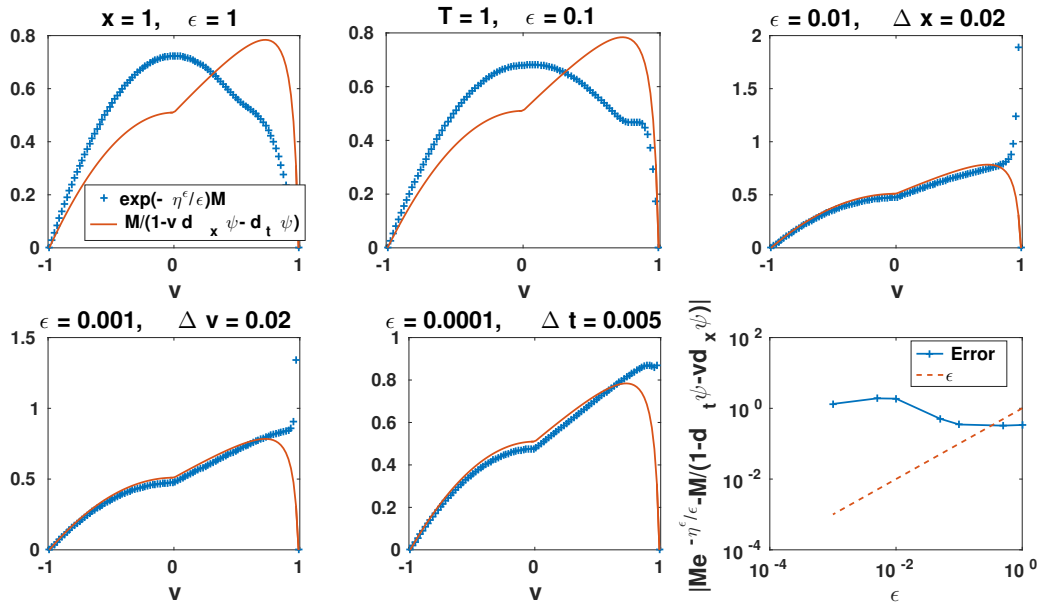 x = 1, ϵ = 1
0.8
0.6
0.4
0.2
0
-1 0 1
v
+ exp(- η^ϵ/ϵ)M
M/(1-v d_x ψ- d_t ψ)
T = 1, ϵ = 0.1
0.8
0.6
0.4
0.2
0
-1 0 1
v
ϵ = 0.01, Δ x = 0.02
2
1.5
1
0.5
0
-1 0 1
v
ϵ = 0.001, Δ v = 0.02
1.5
1
0.5
0
-1 0 1
v
ϵ = 0.0001, Δ t = 0.005
1
0.8
0.6
0.4
0.2
0
-1 0 1
v
|Me^{-η^ϵ/ϵ}-M/(1-d_t ψ-vd_x ψ)|
10^2
10^0
10^-2
10^-4
10^-4 10^-2 10^0
ϵ
Error
ϵ